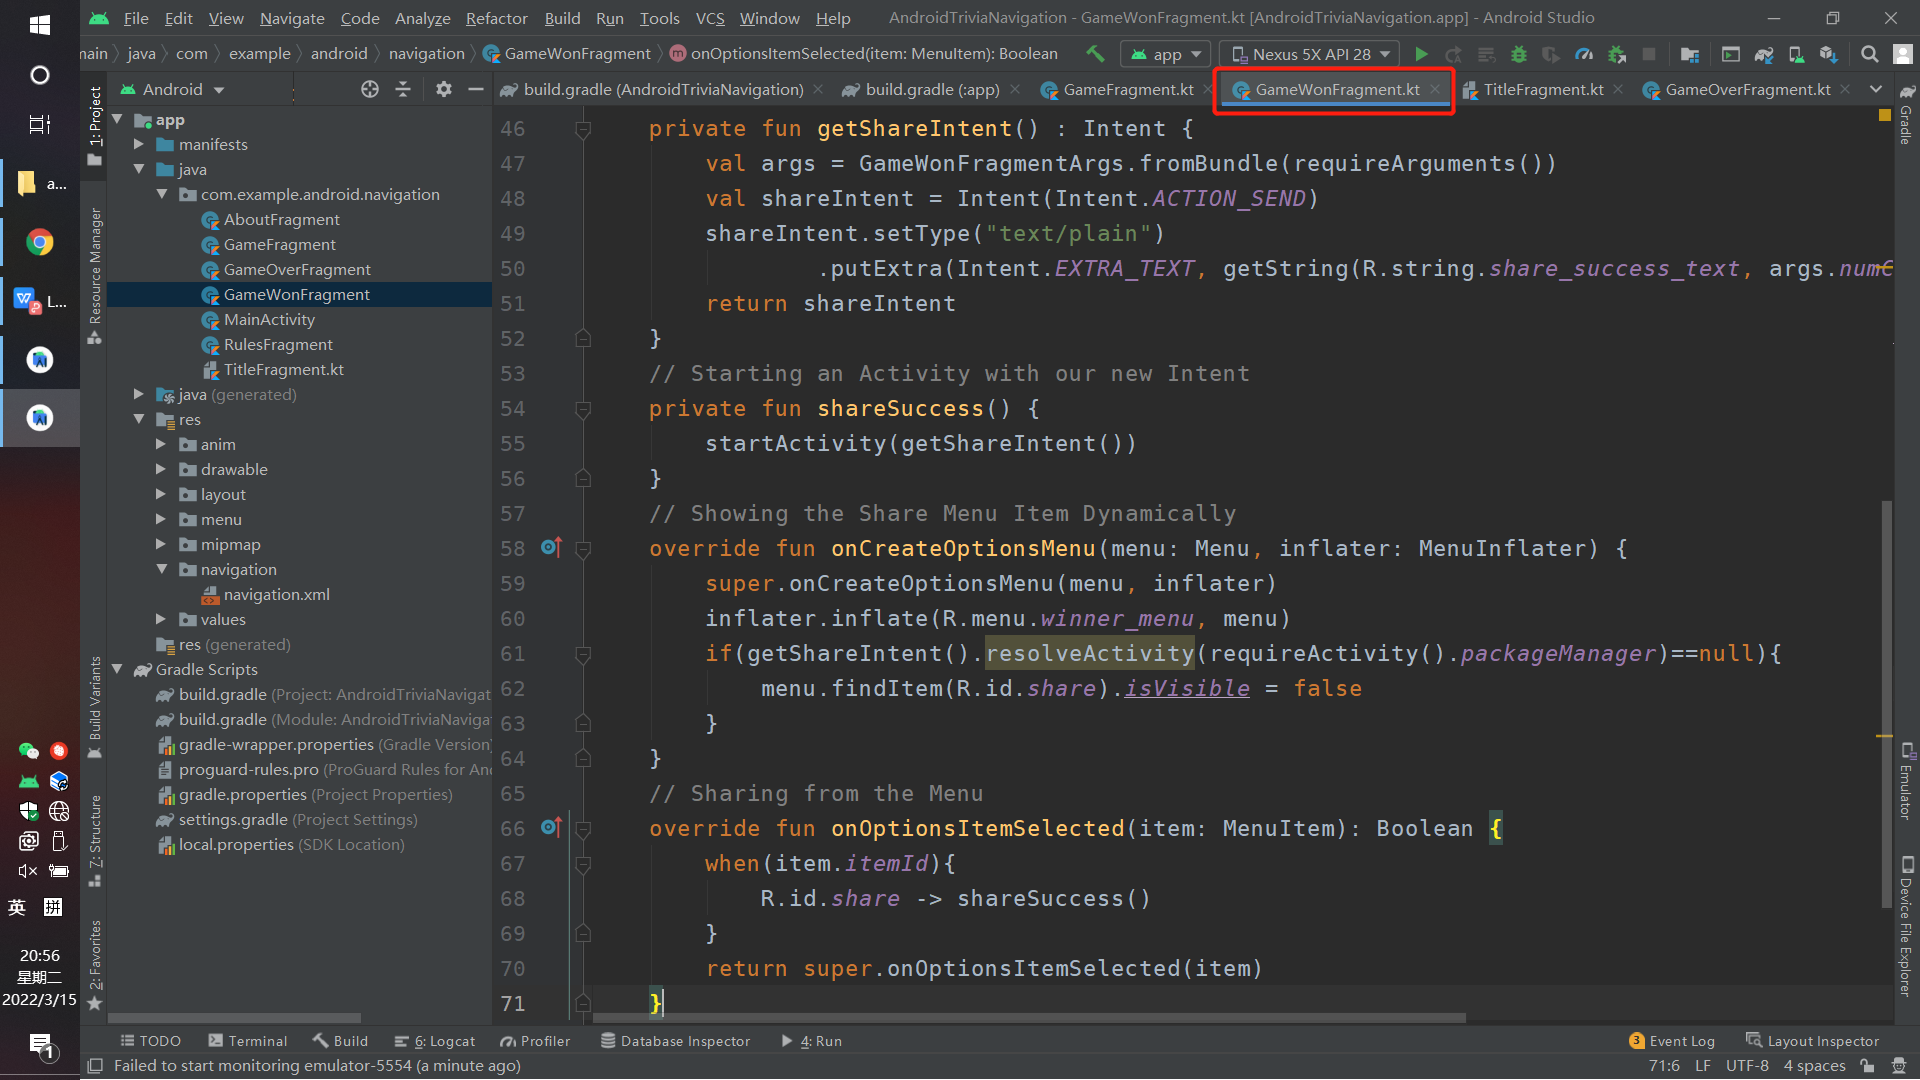 File Edit View Navigate Code Analyze Refactor Build Run Tools VCS Window Help AndroidTriviaNavigation - GameWonFragment.kt [AndroidTriviaNavigation.app] - Android Studio
main java com example android navigation GameWonFragment onOptionsItemSelected(item: MenuItem): Boolean app Nexus 5X API 28
Android
build.gradle (AndroidTriviaNavigation) build.gradle (:app) GameFragment.kt GameWonFragment.kt TitleFragment.kt GameOverFragment.kt
1: Project
Resource Manager
Build Variants
7: Structure
2: Favorites
a...
L...
英 拼
20:56
星期二
2022/3/15
1
app
manifests
java
com.example.android.navigation
AboutFragment
GameFragment
GameOverFragment
GameWonFragment
MainActivity
RulesFragment
TitleFragment.kt
java (generated)
res
anim
drawable
layout
menu
mipmap
navigation
navigation.xml
values
res (generated)
Gradle Scripts
build.gradle (Project: AndroidTriviaNavigat
build.gradle (Module: AndroidTriviaNaviga
gradle-wrapper.properties (Gradle Version)
proguard-rules.pro (ProGuard Rules for An
gradle.properties (Project Properties)
settings.gradle (Project Settings)
local.properties (SDK Location)
46 private fun getShareIntent() : Intent {
47 val args = GameWonFragmentArgs.fromBundle(requireArguments())
48 val shareIntent = Intent(Intent.ACTION_SEND)
49 shareIntent.setType("text/plain")
50 .putExtra(Intent.EXTRA_TEXT, getString(R.string.share_success_text, args.numC
51 return shareIntent
52 }
53 // Starting an Activity with our new Intent
54 private fun shareSuccess() {
55 startActivity(getShareIntent())
56 }
57 // Showing the Share Menu Item Dynamically
58 override fun onCreateOptionsMenu(menu: Menu, inflater: MenuInflater) {
59 super.onCreateOptionsMenu(menu, inflater)
60 inflater.inflate(R.menu.winner_menu, menu)
61 if(getShareIntent().resolveActivity(requireActivity().packageManager)==null){
62 menu.findItem(R.id.share).isVisible = false
63 }
64 }
65 // Sharing from the Menu
66 override fun onOptionsItemSelected(item: MenuItem): Boolean {
67 when(item.itemId){
68 R.id.share -> shareSuccess()
69 }
70 return super.onOptionsItemSelected(item)
71 }
Gradle
Emulator
Device File Explorer
TODO Terminal Build 6: Logcat Profiler Database Inspector 4: Run 3 Event Log Layout Inspector
Failed to start monitoring emulator-5554 (a minute ago) 71:6 LF UTF-8 4 spaces